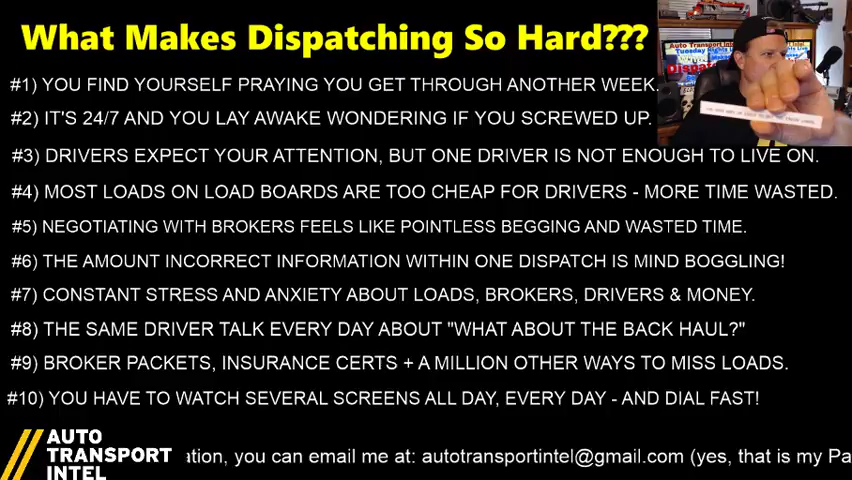 What Makes Dispatching So Hard???
#1) YOU FIND YOURSELF PRAYING YOU GET THROUGH ANOTHER WEEK.
#2) IT'S 24/7 AND YOU LAY AWAKE WONDERING IF YOU SCREWED UP.
#3) DRIVERS EXPECT YOUR ATTENTION, BUT ONE DRIVER IS NOT ENOUGH TO LIVE ON.
#4) MOST LOADS ON LOAD BOARDS ARE TOO CHEAP FOR DRIVERS - MORE TIME WASTED.
#5) NEGOTIATING WITH BROKERS FEELS LIKE POINTLESS BEGGING AND WASTED TIME.
#6) THE AMOUNT INCORRECT INFORMATION WITHIN ONE DISPATCH IS MIND BOGGLING!
#7) CONSTANT STRESS AND ANXIETY ABOUT LOADS, BROKERS, DRIVERS & MONEY.
#8) THE SAME DRIVER TALK EVERY DAY ABOUT "WHAT ABOUT THE BACK HAUL?"
#9) BROKER PACKETS, INSURANCE CERTS + A MILLION OTHER WAYS TO MISS LOADS.
#10) YOU HAVE TO WATCH SEVERAL SCREENS ALL DAY, EVERY DAY - AND DIAL FAST!
AUTO
TRANSPORT
INTEL
ation, you can email me at: autotransportintel@gmail.com (yes, that is my Pa
Auto Transport Intel
Tuesday Nights Live